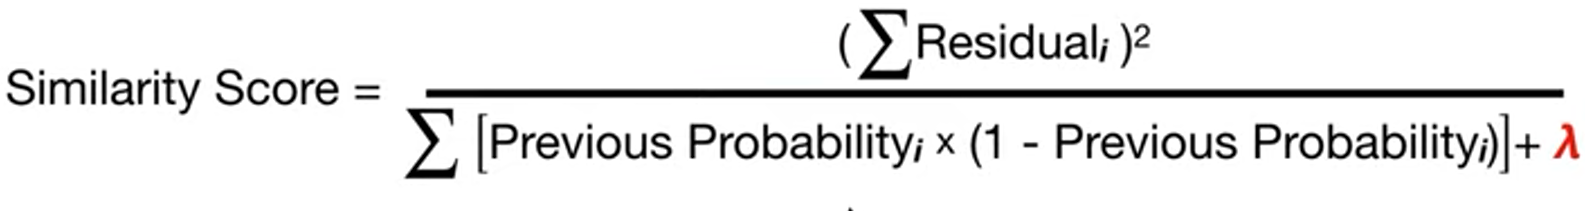 (∑Residualᵢ )²
Similarity Score =
∑ [Previous Probabilityᵢ x (1 - Previous Probabilityᵢ)]+ λ